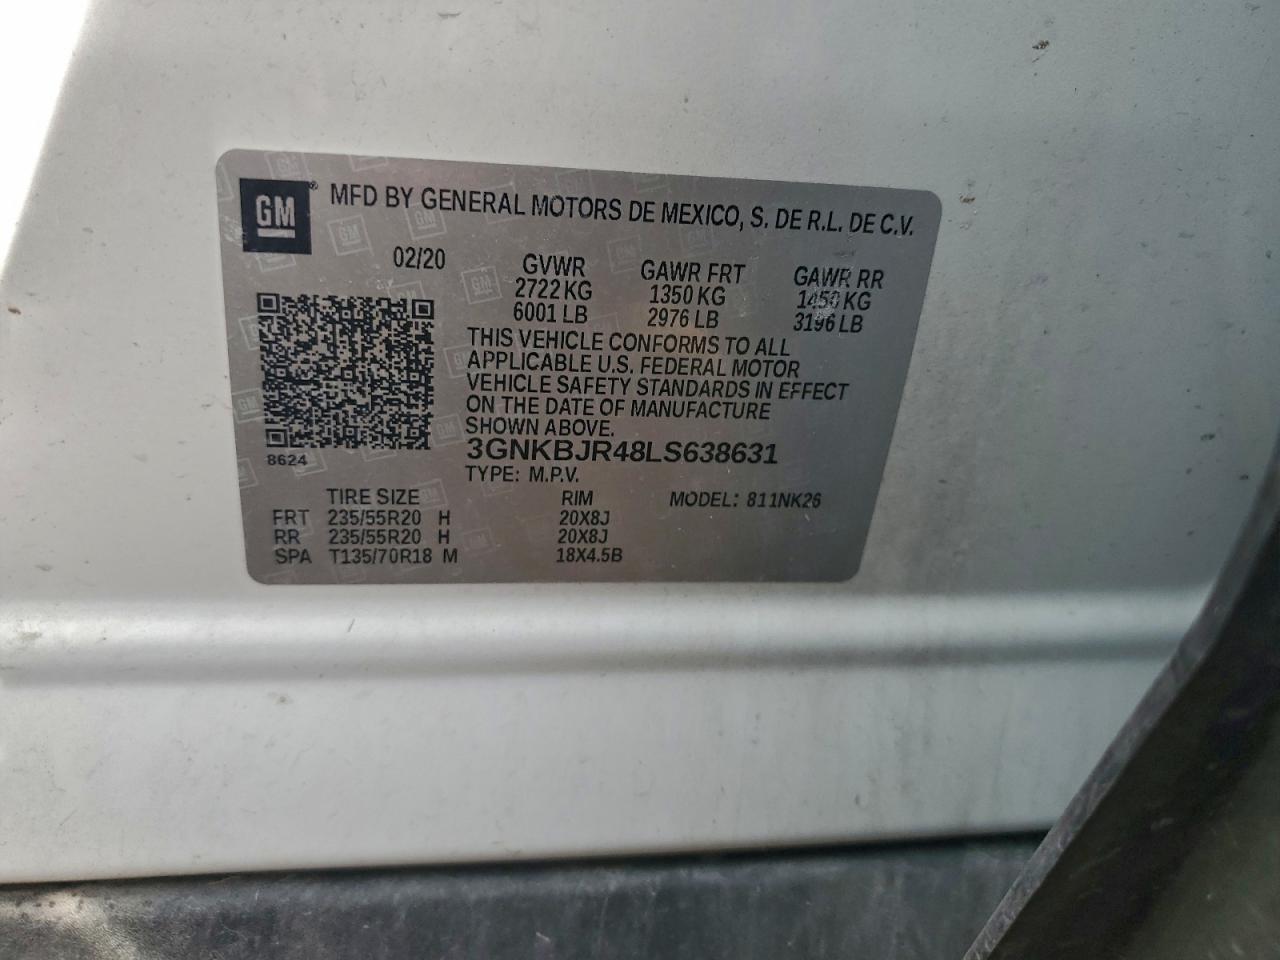 GM ® MFD BY GENERAL MOTORS DE MEXICO, S. DE R.L. DE C.V.
02/20 GVWR GAWR FRT GAWR RR
2722 KG 1350 KG 1450 KG
6001 LB 2976 LB 3196 LB
THIS VEHICLE CONFORMS TO ALL
APPLICABLE U.S. FEDERAL MOTOR
VEHICLE SAFETY STANDARDS IN EFFECT
ON THE DATE OF MANUFACTURE
SHOWN ABOVE.
8624 3GNKBJR48LS638631
TYPE: M.P.V.
TIRE SIZE RIM MODEL: 811NK26
FRT 235/55R20 H 20X8J
RR 235/55R20 H 20X8J
SPA T135/70R18 M 18X4.5B